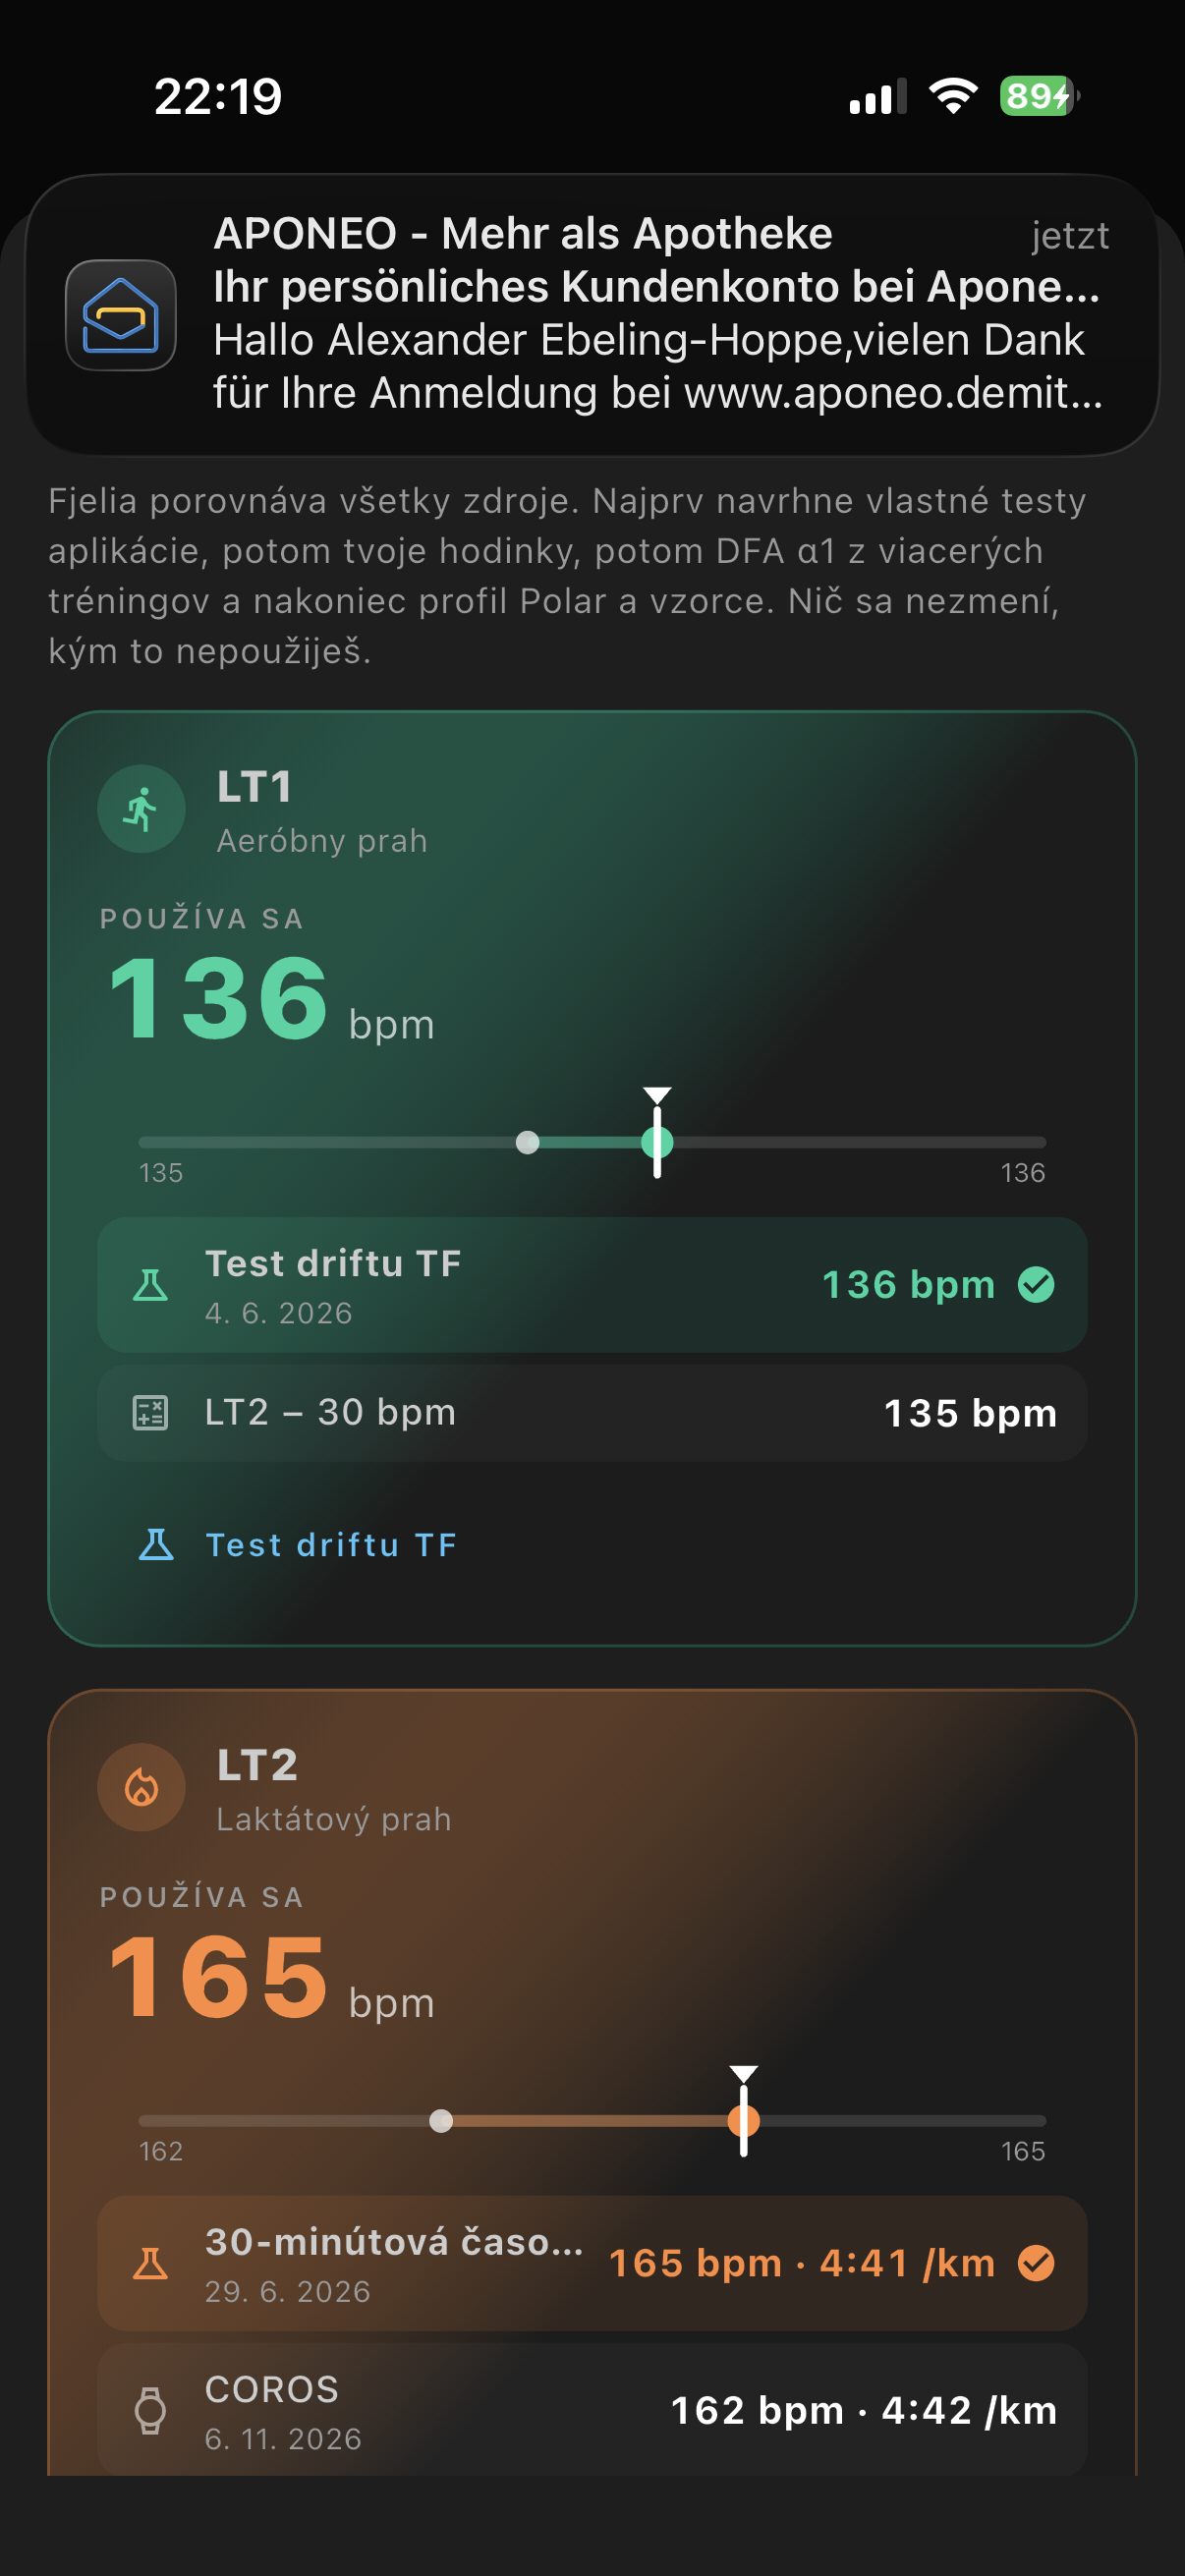 22:19
89
APONEO - Mehr als Apotheke
jetzt
Ihr persönliches Kundenkonto bei Apone...
Hallo Alexander Ebeling-Hoppe,vielen Dank
für Ihre Anmeldung bei www.aponeo.demit...
Fjelia porovnáva všetky zdroje. Najprv navrhne vlastné testy
aplikácie, potom tvoje hodinky, potom DFA α1 z viacerých
tréningov a nakoniec profil Polar a vzorce. Nič sa nezmení,
kým to nepoužiješ.
LT1
Aeróbny prah
POUŽÍVA SA
136 bpm
135
136
Test driftu TF
4. 6. 2026
136 bpm
LT2 – 30 bpm
135 bpm
Test driftu TF
LT2
Laktátový prah
POUŽÍVA SA
165 bpm
162
165
30-minútová časo...
29. 6. 2026
165 bpm · 4:41 /km
COROS
6. 11. 2026
162 bpm · 4:42 /km